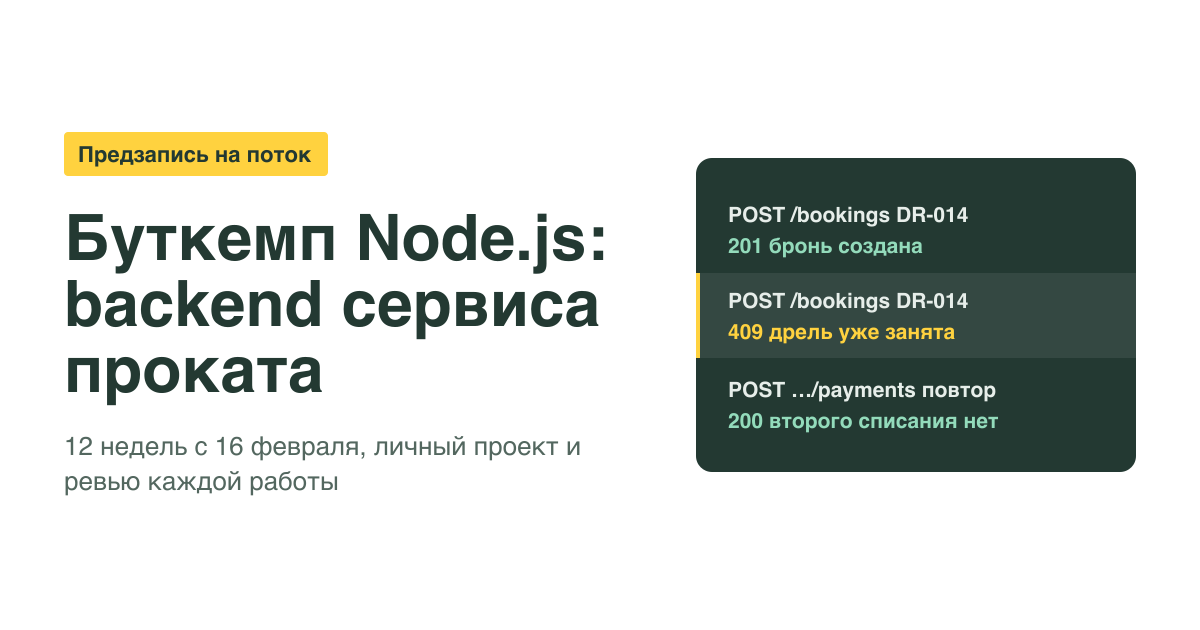 Предзапись на поток
Буткемп Node.js:
backend сервиса
проката
12 недель с 16 февраля, личный проект и
ревью каждой работы
POST /bookings DR-014
201 бронь создана
POST /bookings DR-014
409 дрель уже занята
POST …/payments повтор
200 второго списания нет